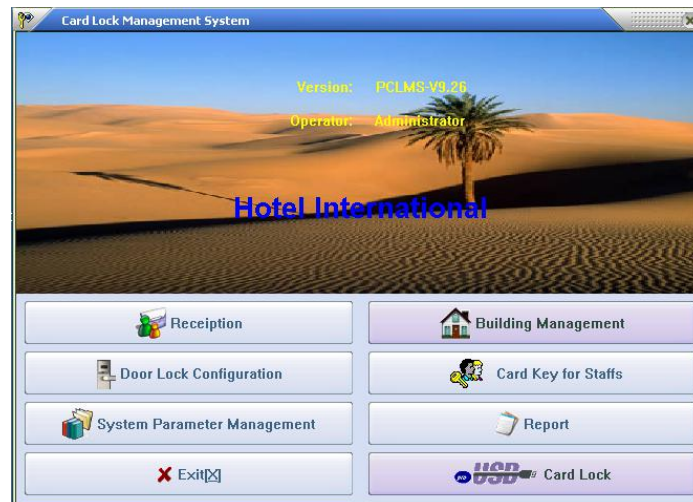 Card Lock Management System
Version: PCLMS-V9.26
Operator: Administrator
Hotel International
Receiption
Building Management
Door Lock Configuration
Card Key for Staffs
System Parameter Management
Report
Exit[X]
pro USB Card Lock